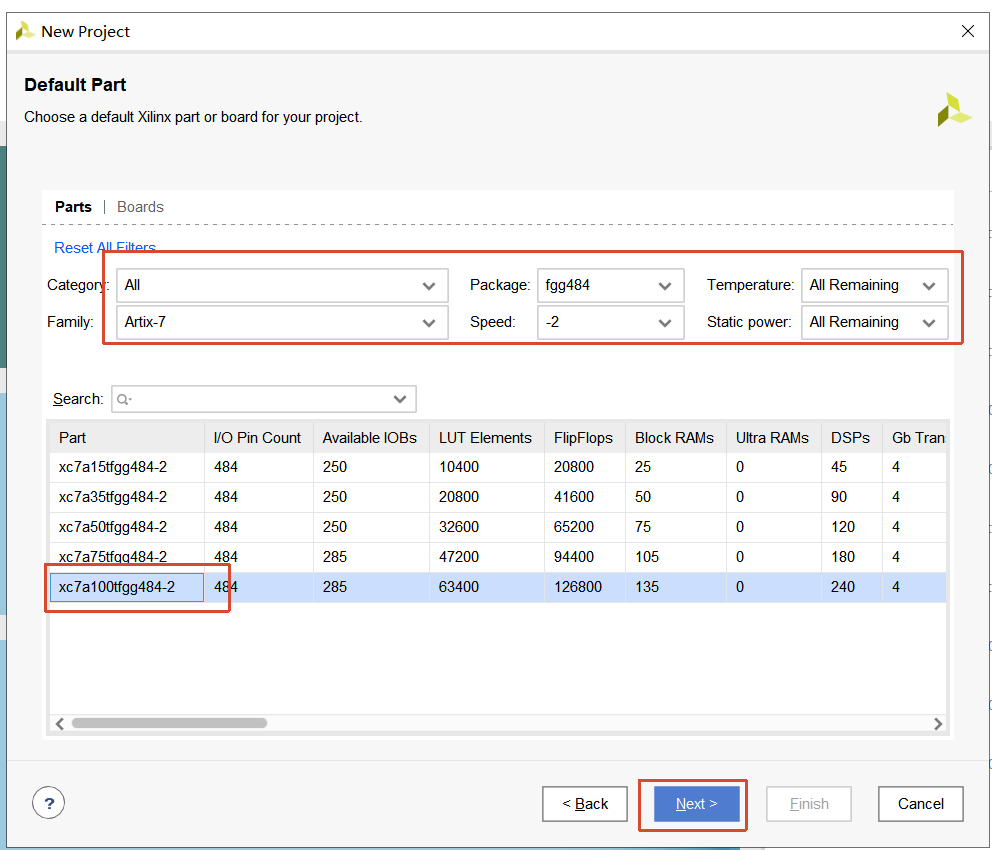 New Project
Default Part
Choose a default Xilinx part or board for your project.
Parts | Boards
Reset All Filters
Category: All Package: fgg484 Temperature: All Remaining
Family: Artix-7 Speed: -2 Static power: All Remaining
Search: Q-
Part I/O Pin Count Available IOBs LUT Elements FlipFlops Block RAMs Ultra RAMs DSPs Gb Tran
xc7a15tfgg484-2 484 250 10400 20800 25 0 45 4
xc7a35tfgg484-2 484 250 20800 41600 50 0 90 4
xc7a50tfgg484-2 484 250 32600 65200 75 0 120 4
xc7a75tfgg484-2 484 285 47200 94400 105 0 180 4
xc7a100tfgg484-2 484 285 63400 126800 135 0 240 4
? < Back Next > Finish Cancel